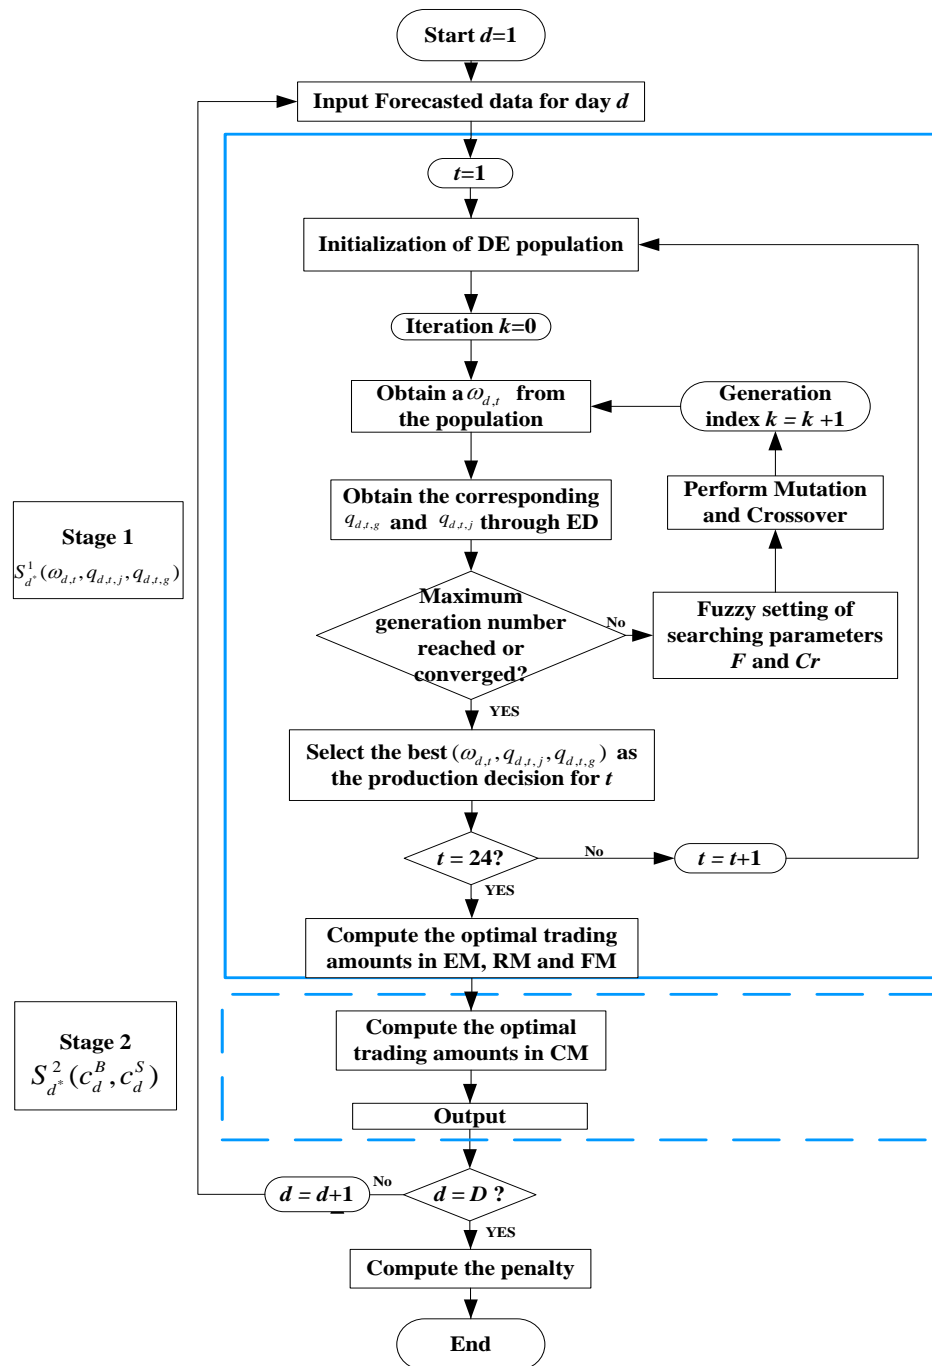 Start d=1
Input Forecasted data for day d
t=1
Initialization of DE population
Iteration k=0
Obtain a ω_{d,t} from
the population
Generation
index k = k +1
Obtain the corresponding
q_{d,t,g} and q_{d,t,j} through ED
Perform Mutation
and Crossover
Stage 1
S^1_{d*}(ω_{d,t}, q_{d,t,j}, q_{d,t,g})
Maximum
generation number
reached or
converged?
No
Fuzzy setting of
searching parameters
F and Cr
YES
Select the best (ω_{d,t}, q_{d,t,j}, q_{d,t,g}) as
the production decision for t
t = 24?
No
t = t+1
YES
Compute the optimal trading
amounts in EM, RM and FM
Stage 2
S^2_{d*}(c^B_d, c^S_d)
Compute the optimal
trading amounts in CM
Output
d = D ?
No
d = d+1
YES
Compute the penalty
End